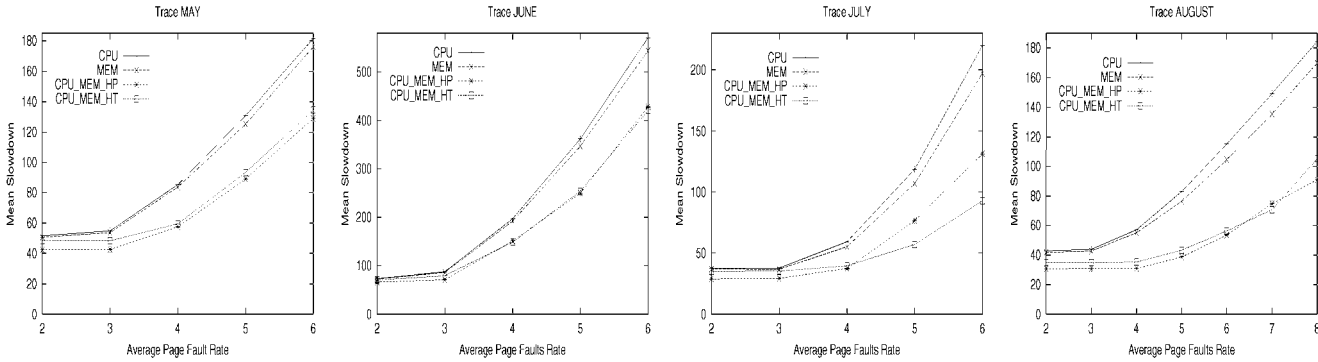 Trace MAY
Mean Slowdown
180
160
140
120
100
80
60
40
20
0
CPU
MEM
CPU_MEM_HP
CPU_MEM_HT
2 3 4 5 6
Average Page Fault Rate
Trace JUNE
Mean Slowdown
500
400
300
200
100
0
CPU
MEM
CPU_MEM_HP
CPU_MEM_HT
2 3 4 5 6
Average Page Faults Rate
Trace JULY
Mean Slowdown
200
150
100
50
0
CPU
MEM
CPU_MEM_HP
CPU_MEM_HT
2 3 4 5 6
Average Page Faults Rate
Trace AUGUST
Mean Slowdown
180
160
140
120
100
80
60
40
20
0
CPU
MEM
CPU_MEM_HP
CPU_MEM_HT
2 3 4 5 6 7 8
Average Page Faults Rate